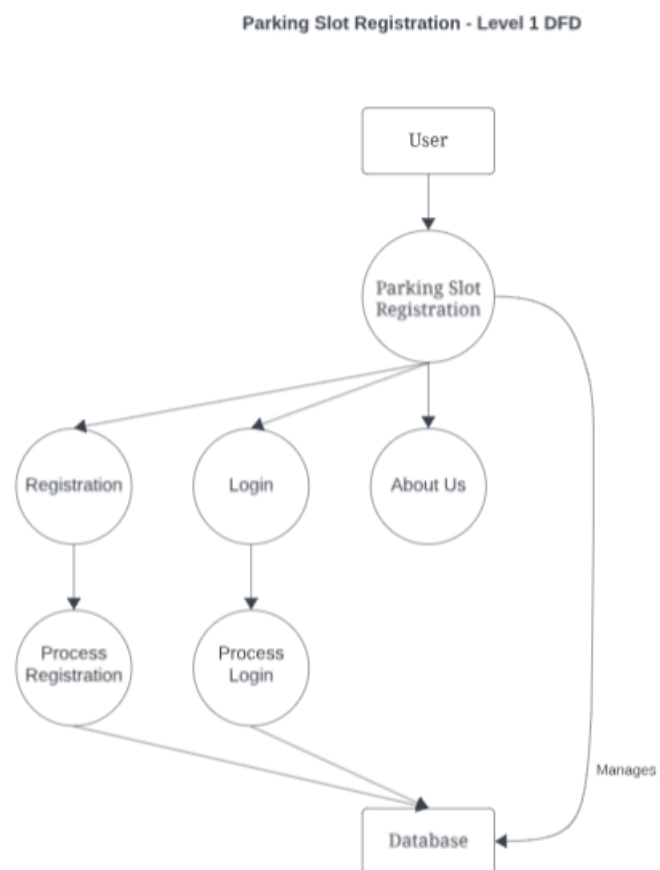 Parking Slot Registration - Level 1 DFD
User
Parking Slot
Registration
Registration
Login
About Us
Process
Registration
Process
Login
Manages
Database